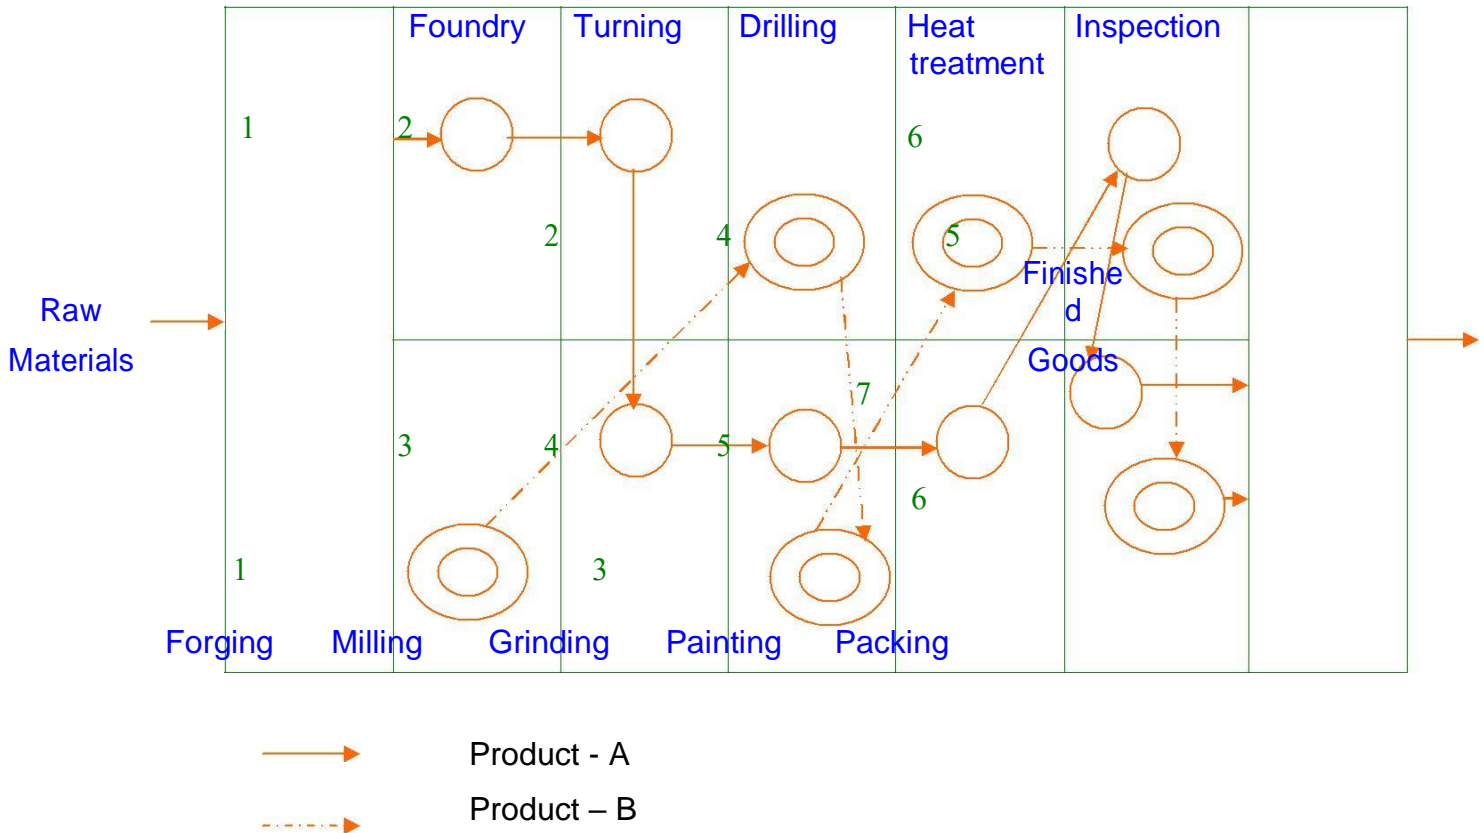 Foundry Turning Drilling Heat Inspection
treatment
1 2 6
2 4 5
Finishe
Raw d
Materials Goods
7
3 4 5
6
1 3
Forging Milling Grinding Painting Packing
Product - A
Product – B